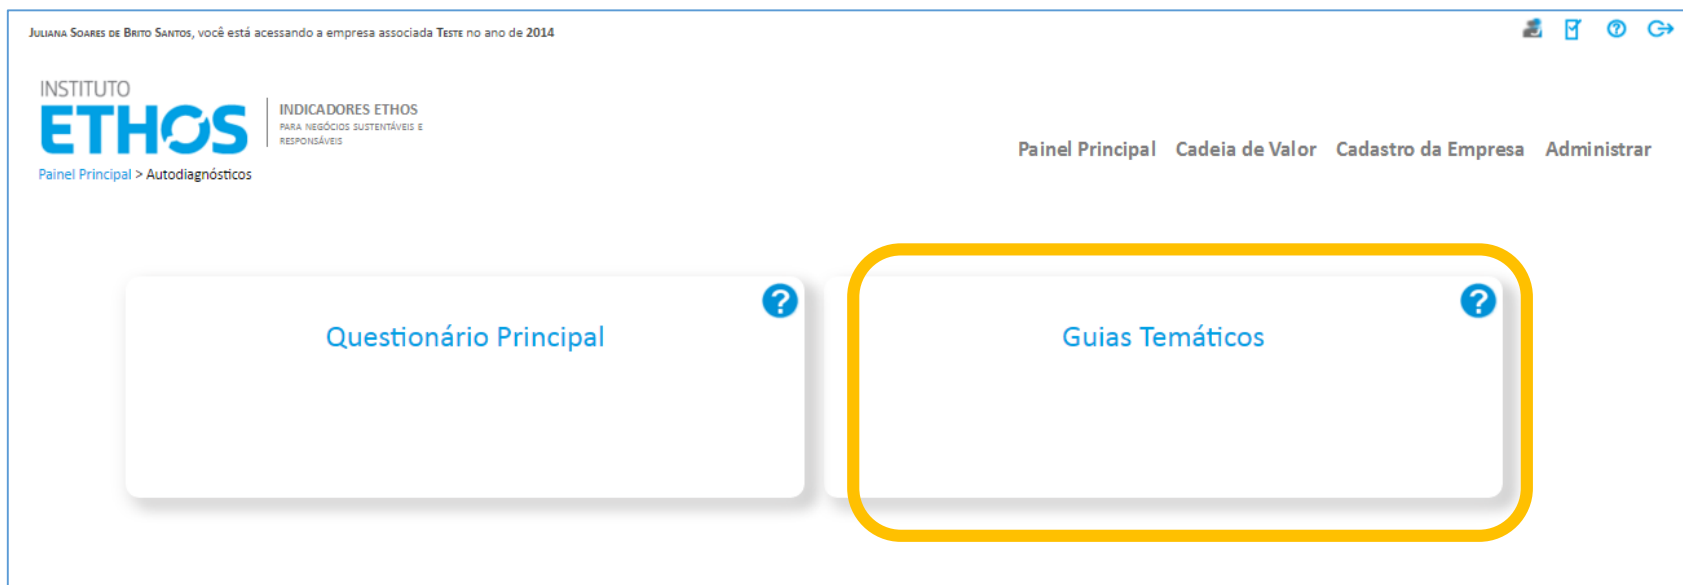 Juliana Soares de Brito Santos, você está acessando a empresa associada Teste no ano de 2014
INSTITUTO
ETHOS
INDICADORES ETHOS
PARA NEGÓCIOS SUSTENTÁVEIS E
RESPONSÁVEIS
Painel Principal Cadeia de Valor Cadastro da Empresa Administrar
Painel Principal > Autodiagnósticos
?
?
?
Questionário Principal
Guias Temáticos